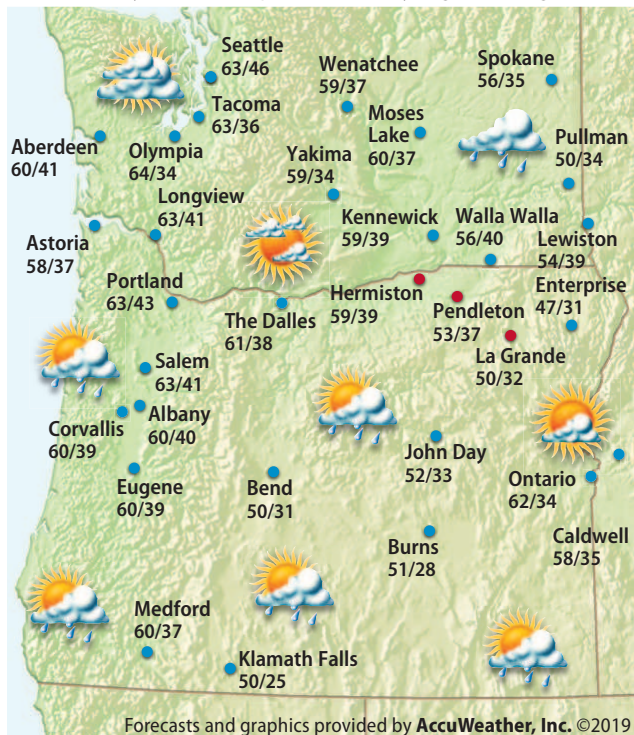 Seattle
63/46
Wenatchee
59/37
Spokane
56/35
Tacoma
63/36
Moses
Lake
60/37
Pullman
50/34
Aberdeen
60/41
Olympia
64/34
Yakima
59/34
Longview
63/41
Kennewick
59/39
Walla Walla
56/40
Lewiston
54/39
Astoria
58/37
Portland
63/43
The Dalles
61/38
Hermiston
59/39
Pendleton
53/37
Enterprise
47/31
La Grande
50/32
Salem
63/41
Albany
60/40
Corvallis
60/39
John Day
52/33
Eugene
60/39
Bend
50/31
Ontario
62/34
Burns
51/28
Caldwell
58/35
Medford
60/37
Klamath Falls
50/25
Forecasts and graphics provided by AccuWeather, Inc. ©2019